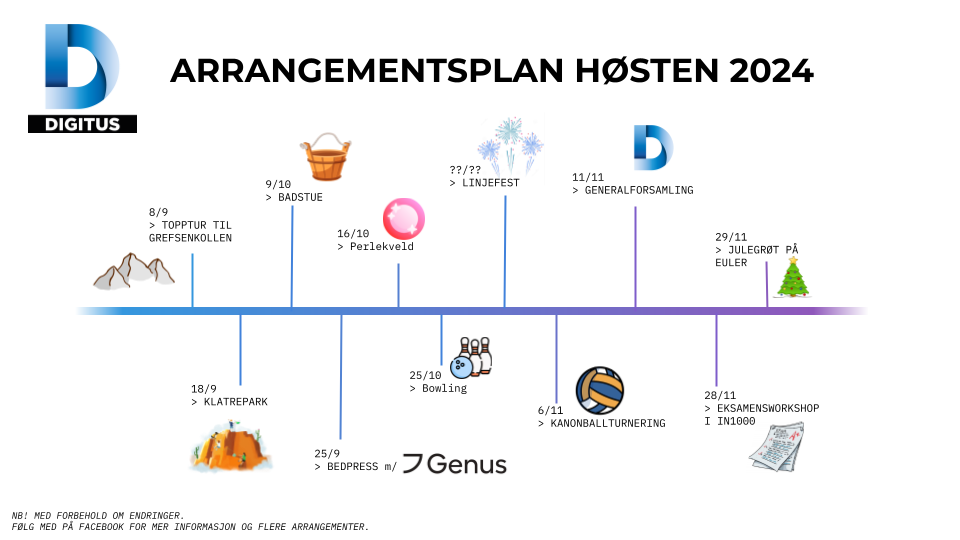 DIGITUS
ARRANGEMENTSPLAN HØSTEN 2024
8/9
> TOPPTUR TIL
GREFSENKOLLEN
9/10
> BADSTUE
16/10
> Perlekveld
??/??
> LINJEFEST
11/11
> GENERALFORSAMLING
29/11
> JULEGRØT PÅ
EULER
18/9
> KLATREPARK
25/9
> BEDPRESS m/ Genus
25/10
> Bowling
6/11
> KANONBALLTURNERING
28/11
> EKSAMENSWORKSHOP
I IN1000
NB! MED FORBEHOLD OM ENDRINGER.
FØLG MED PÅ FACEBOOK FOR MER INFORMASJON OG FLERE ARRANGEMENTER.